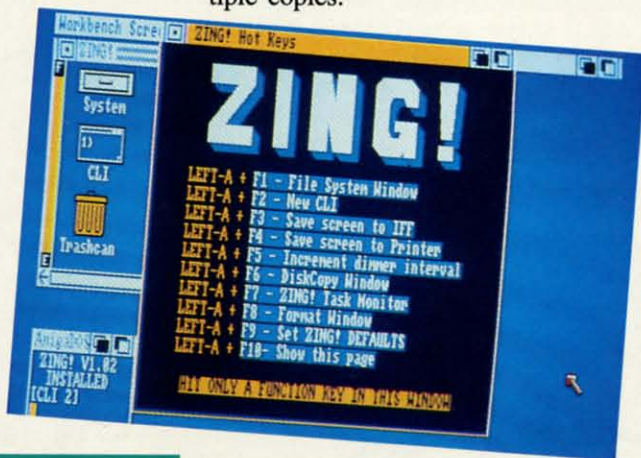 tiple copies.
Workbench Scree
ZING! Hot Keys
ZING!
System
CLI
Trashcan
ZING!
LEFT-A + F1 - File System Window
LEFT-A + F2 - New CLI
LEFT-A + F3 - Save screen to IFF
LEFT-A + F4 - Save screen to Printer
LEFT-A + F5 - Increment dimmer interval
LEFT-A + F6 - DiskCopy Window
LEFT-A + F7 - ZING! Task Monitor
LEFT-A + F8 - Format Window
LEFT-A + F9 - Set ZING! DEFAULTS
LEFT-A + F10- Show this page
HIT ONLY A FUNCTION KEY IN THIS WINDOW
AmigaDOS
ZING! V1.02
INSTALLED
[CLI 2]